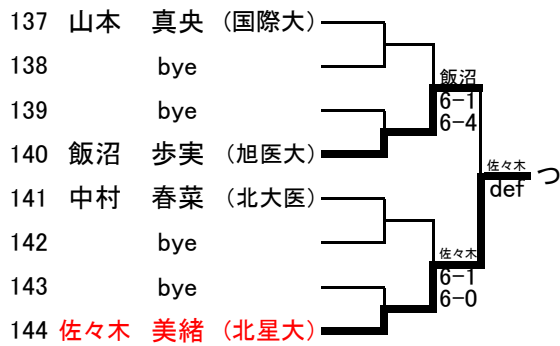 137 山本 真央 (国際大)
138 bye
飯沼
139 bye
6-1
6-4
140 飯沼 歩実 (旭医大)
佐々木
def
つ
141 中村 春菜 (北大医)
142 bye
佐々木
6-1
143 bye
6-0
144 佐々木 美緒 (北星大)